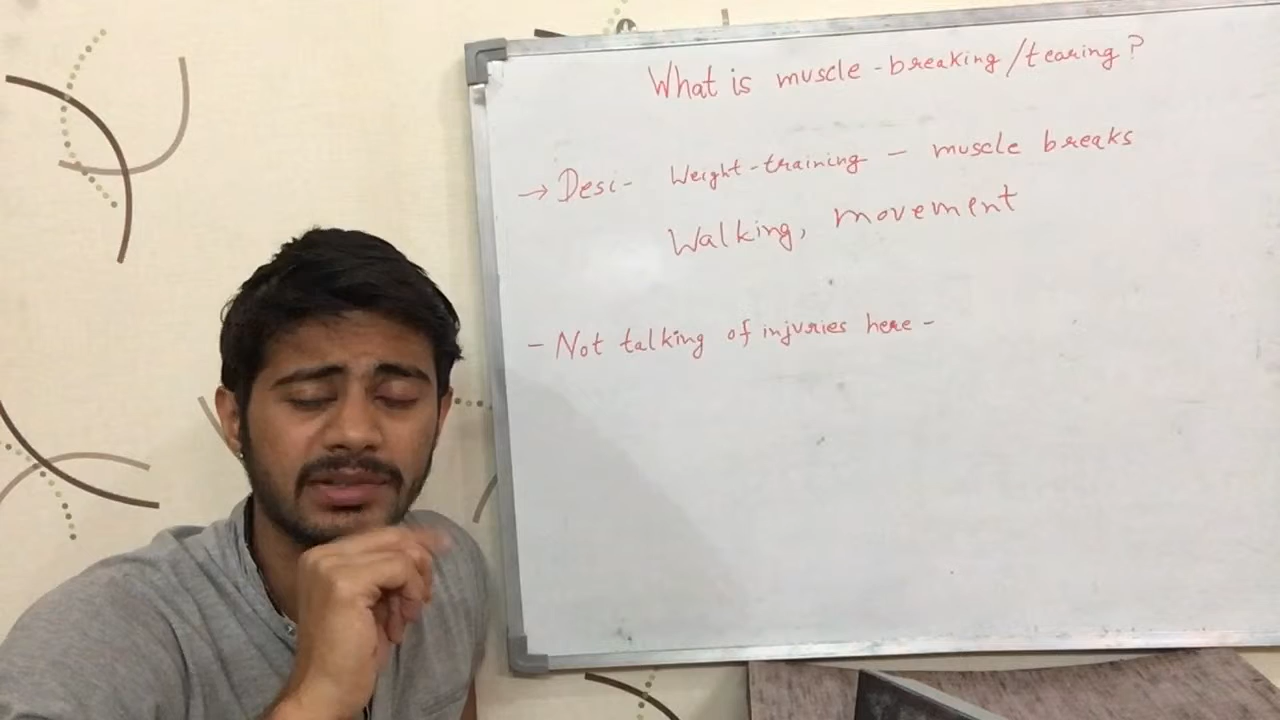 What is muscle-breaking/tearing?
→ Desi- Weight-training - muscle breaks
Walking, movement
- Not talking of injuries here -